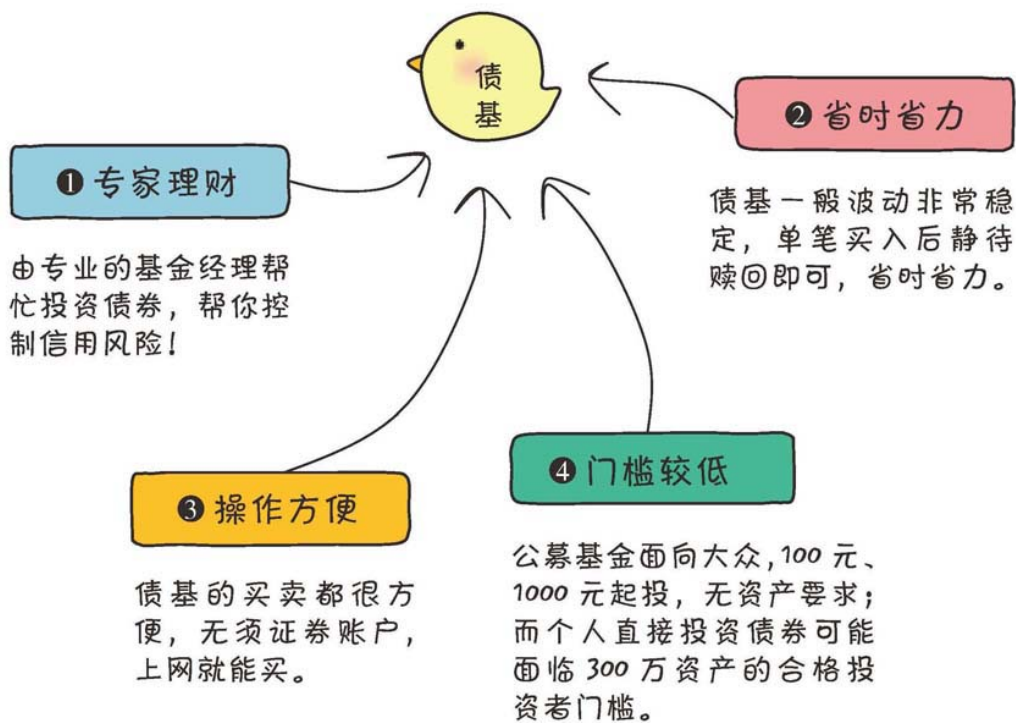 债
基
❶ 专家理财
由专业的基金经理帮
忙投资债券，帮你控
制信用风险！
❷ 省时省力
债基一般波动非常稳
定，单笔买入后静待
赎回即可，省时省力。
❸ 操作方便
债基的买卖都很方
便，无须证券账户，
上网就能买。
❹ 门槛较低
公募基金面向大众，100 元、
1000 元起投，无资产要求；
而个人直接投资债券可能
面临 300 万资产的合格投
资者门槛。